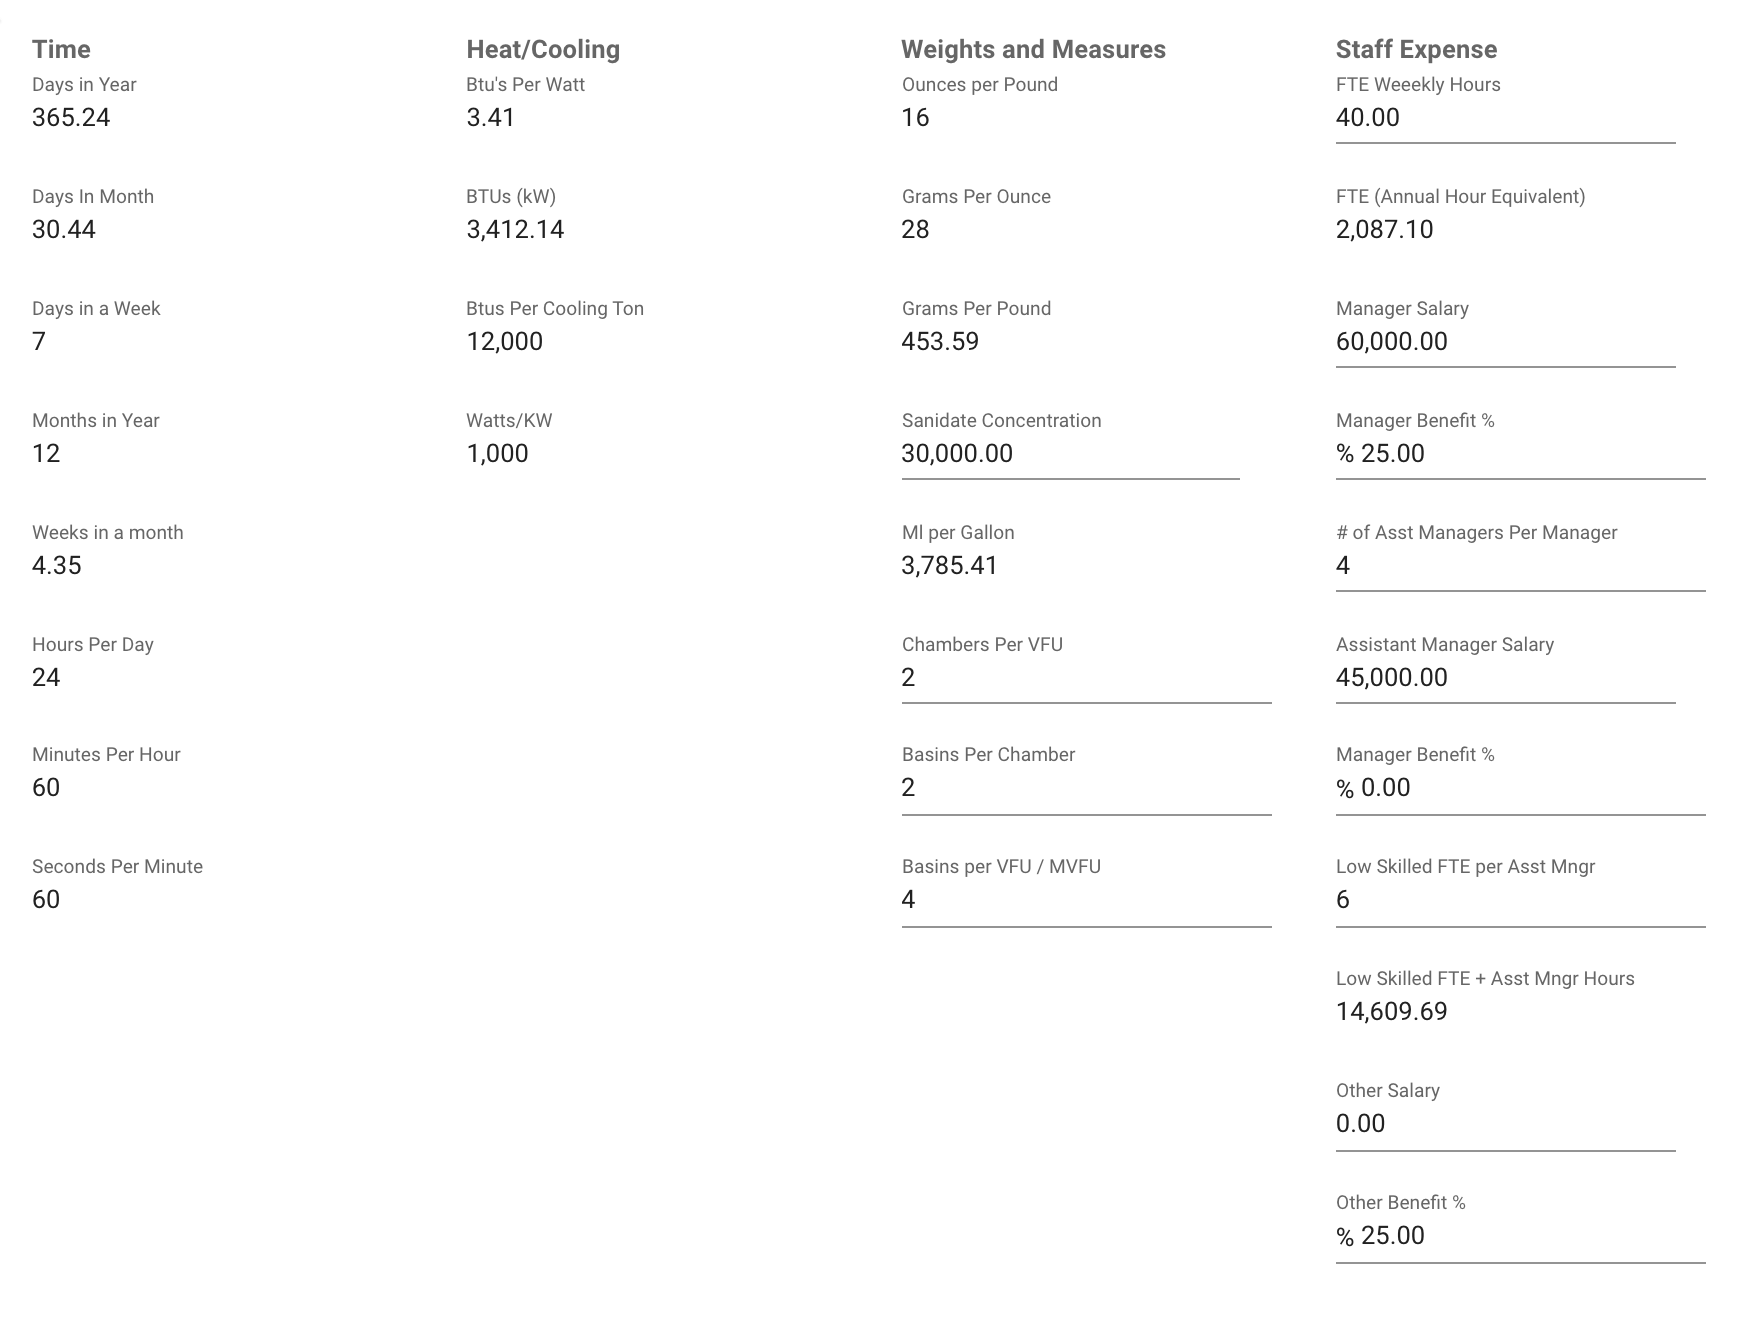 Time
Days in Year
365.24
Days In Month
30.44
Days in a Week
7
Months in Year
12
Weeks in a month
4.35
Hours Per Day
24
Minutes Per Hour
60
Seconds Per Minute
60
Heat/Cooling
Btu's Per Watt
3.41
BTUs (kW)
3,412.14
Btus Per Cooling Ton
12,000
Watts/KW
1,000
Weights and Measures
Ounces per Pound
16
Grams Per Ounce
28
Grams Per Pound
453.59
Sanidate Concentration
30,000.00
Ml per Gallon
3,785.41
Chambers Per VFU
2
Basins Per Chamber
2
Basins per VFU / MVFU
4
Staff Expense
FTE Weeekly Hours
40.00
FTE (Annual Hour Equivalent)
2,087.10
Manager Salary
60,000.00
Manager Benefit %
% 25.00
# of Asst Managers Per Manager
4
Assistant Manager Salary
45,000.00
Manager Benefit %
% 0.00
Low Skilled FTE per Asst Mngr
6
Low Skilled FTE + Asst Mngr Hours
14,609.69
Other Salary
0.00
Other Benefit %
% 25.00